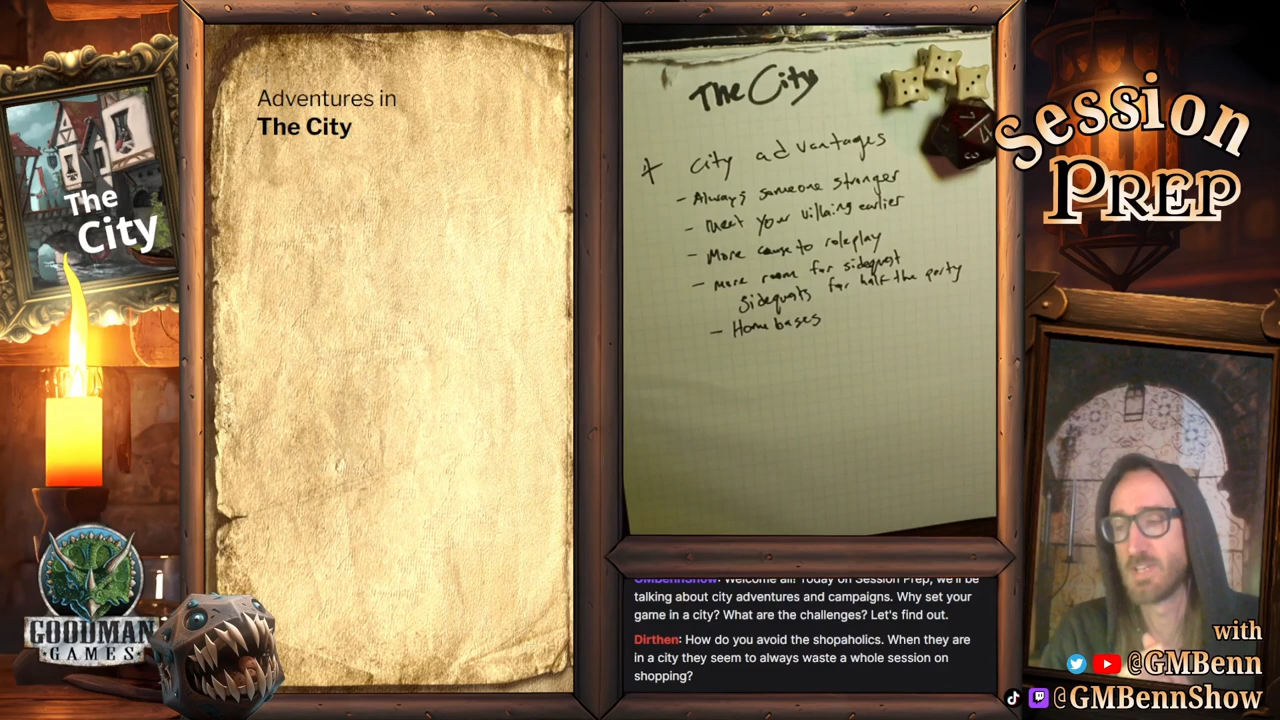 The
City
Adventures in
The City
The City
+ City advantages
- Always someone stronger
- Meet your villains earlier
- More cause to roleplay
- more room for sidequest
sidequests for half the party
- Home bases
GMBennShow: Welcome all! Today on Session Prep, we'll be
talking about city adventures and campaigns. Why set your
game in a city? What are the challenges? Let's find out.
Dirthen: How do you avoid the shopaholics. When they are
in a city they seem to always waste a whole session on
shopping?
Session
PREP
with
@GMBenn
@GMBennShow
GOODMAN
GAMES